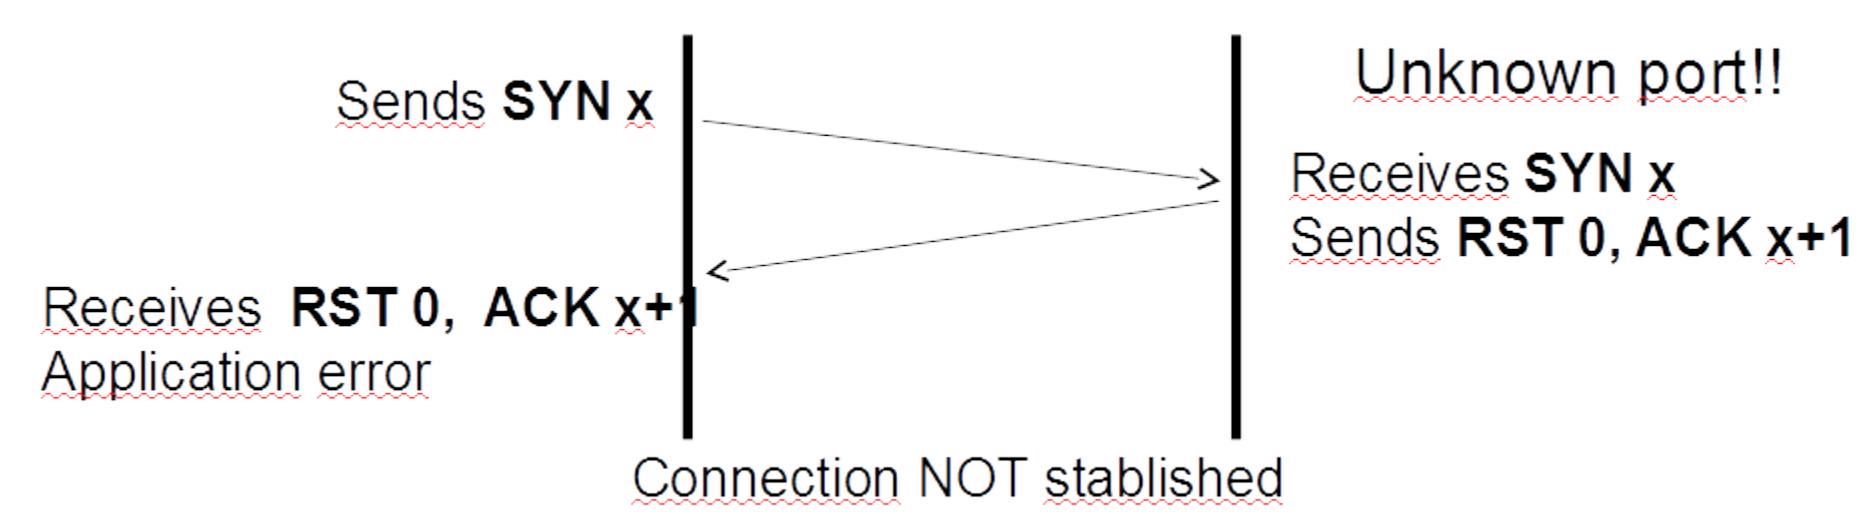 Sends SYN x
Unknown port!!
Receives SYN x
Sends RST 0, ACK x+1
Receives RST 0, ACK x+1
Application error
Connection NOT stablished